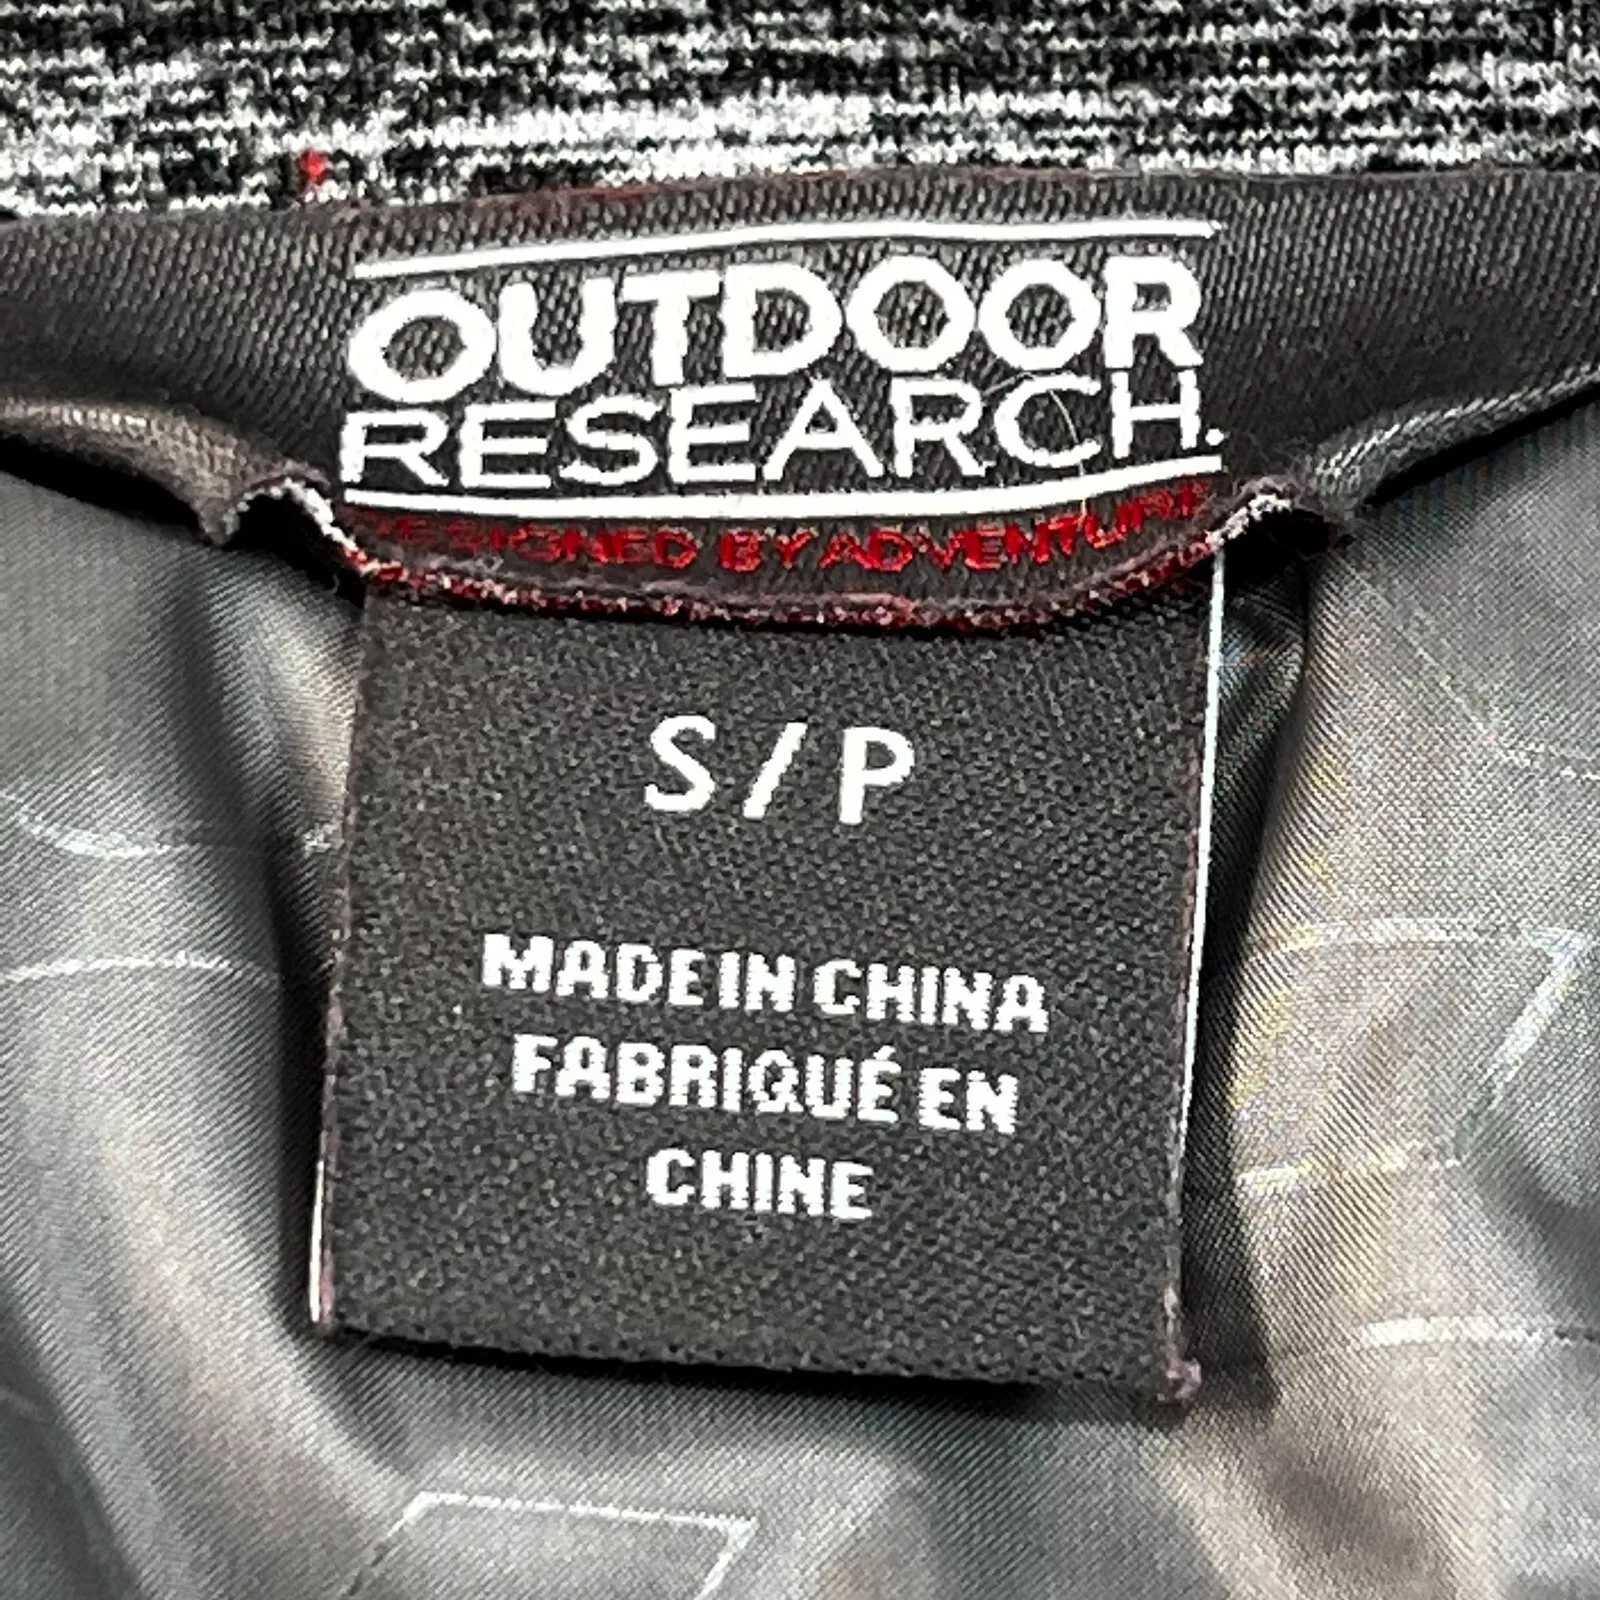 OUTDOOR
RESEARCH.
DESIGNED BY ADVENTURE
S / P
MADE IN CHINA
FABRIQUÉ EN
CHINE